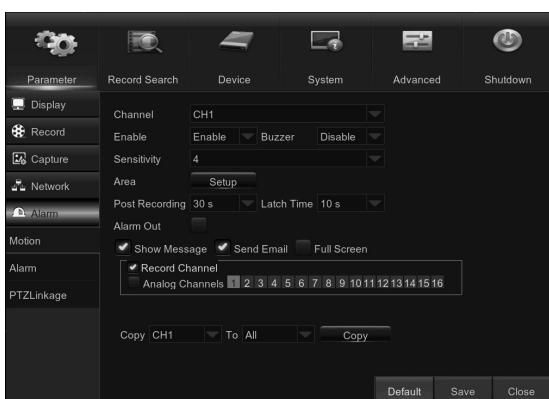 Parameter Record Search Device System Advanced Shutdown
Display
Record
Capture
Network
Alarm
Motion
Alarm
PTZLinkage
Channel CH1
Enable Enable Buzzer Disable
Sensitivity 4
Area Setup
Post Recording 30 s Latch Time 10 s
Alarm Out
Show Message Send Email Full Screen
Record Channel
Analog Channels 1 2 3 4 5 6 7 8 9 10 11 12 13 14 15 16
Copy CH1 To All Copy
Default Save Close